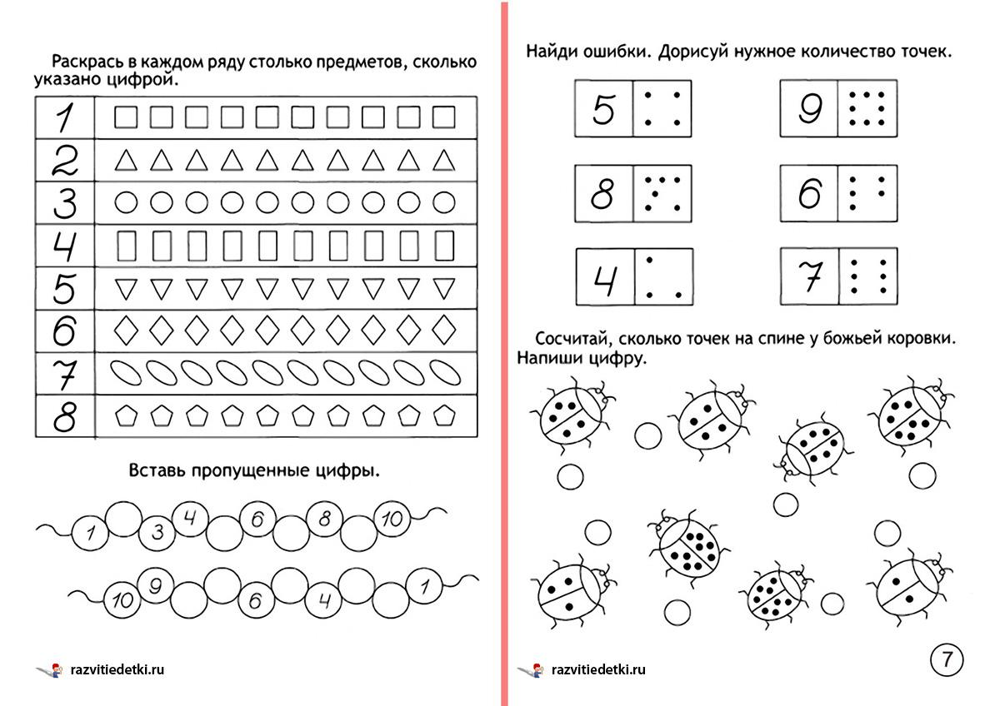 Раскрась в каждом ряду столько предметов, сколько
указано цифрой.
1
2
3
4
5
6
7
8
Вставь пропущенные цифры.
1 3 4 6 8 10
10 9 6 4 1
razvitiedetki.ru
Найди ошибки. Дорисуй нужное количество точек.
5 9
8 6
4 7
Сосчитай, сколько точек на спине у божьей коровки.
Напиши цифру.
razvitiedetki.ru
7